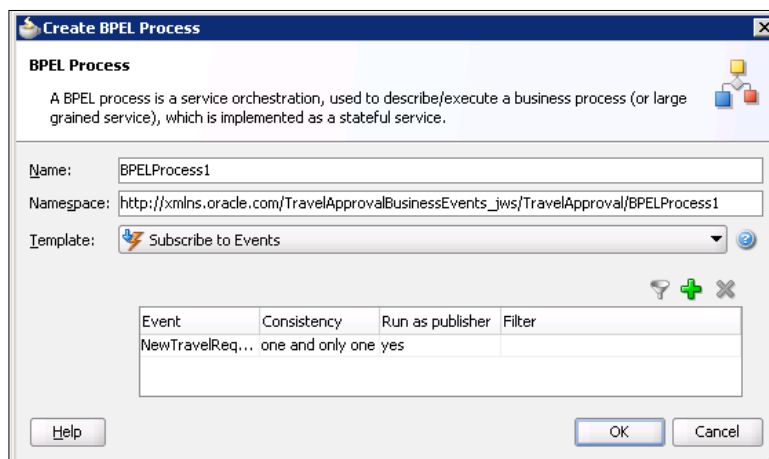 Create BPEL Process
BPEL Process
A BPEL process is a service orchestration, used to describe/execute a business process (or large
grained service), which is implemented as a stateful service.
Name: BPELProcess1
Namespace: http://xmlns.oracle.com/TravelApprovalBusinessEvents_jws/TravelApproval/BPELProcess1
Template: Subscribe to Events
Event Consistency Run as publisher Filter
NewTravelReq... one and only one yes
Help OK Cancel